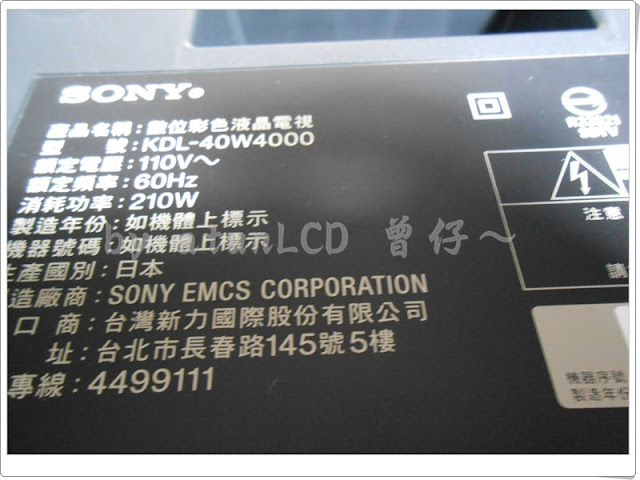 SONY
產品名稱：數位彩色液晶電視
型 號：KDL-40W4000
額定電壓：110V～
額定頻率：60Hz
消耗功率：210W
製造年份：如機體上標示
機器號碼：如機體上標示
生產國別：日本
造廠商：SONY EMCS CORPORATION
口 商：台灣新力國際股份有限公司
址：台北市長春路145號5樓
專線：4499111
注意
請
機器序號
製造年份
LCD 曾仔～